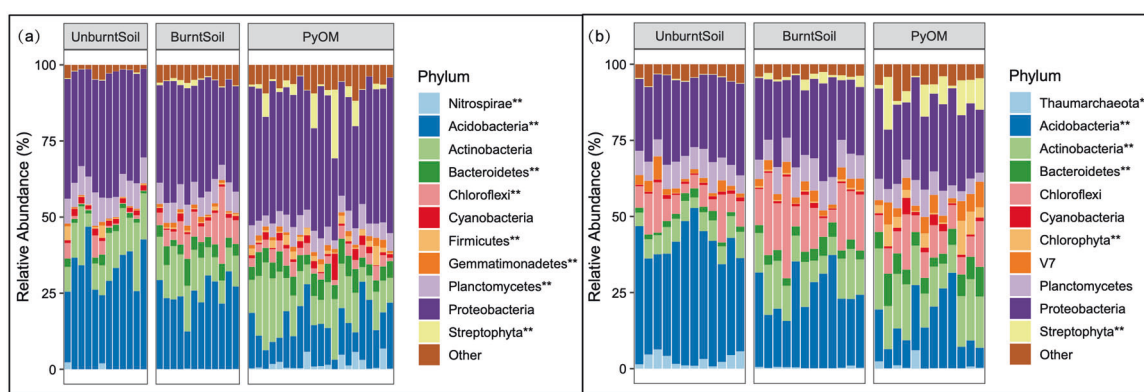 (a)
UnburntSoil BurntSoil PyOM
Relative Abundance (%)
100
75
50
25
0
Phylum
Nitrospirae**
Acidobacteria**
Actinobacteria
Bacteroidetes**
Chloroflexi**
Cyanobacteria
Firmicutes**
Gemmatimonadetes**
Planctomycetes**
Proteobacteria
Streptophyta**
Other
(b)
UnburntSoil BurntSoil PyOM
Relative Abundance (%)
100
75
50
25
0
Phylum
Thaumarchaeota*
Acidobacteria**
Actinobacteria**
Bacteroidetes**
Chloroflexi
Cyanobacteria
Chlorophyta**
V7
Planctomycetes
Proteobacteria
Streptophyta**
Other